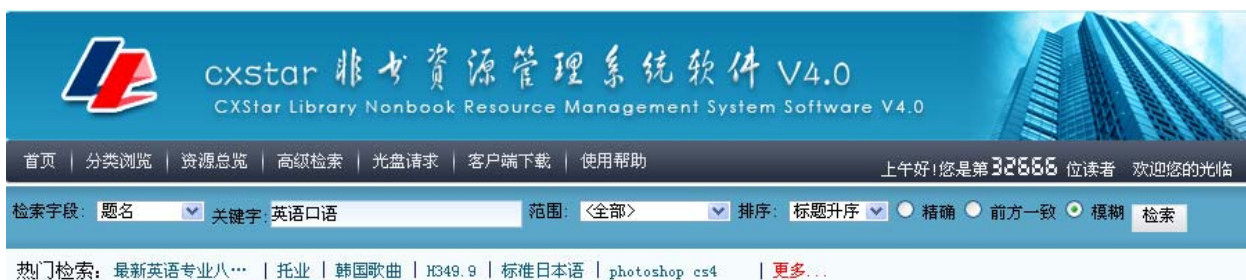 cxstar 非书资源管理系统软件 V4.0
CXStar Library Nonbook Resource Management System Software V4.0
首页 | 分类浏览 | 资源总览 | 高级检索 | 光盘请求 | 客户端下载 | 使用帮助 上午好!您是第32666 位读者 欢迎您的光临
检索字段: 题名 关键字: 英语口语 范围: <全部> 排序: 标题升序 精确 前方一致 模糊 检索
热门检索: 最新英语专业八… | 托业 | 韩国歌曲 | H349.9 | 标准日本语 | photoshop cs4 | 更多...